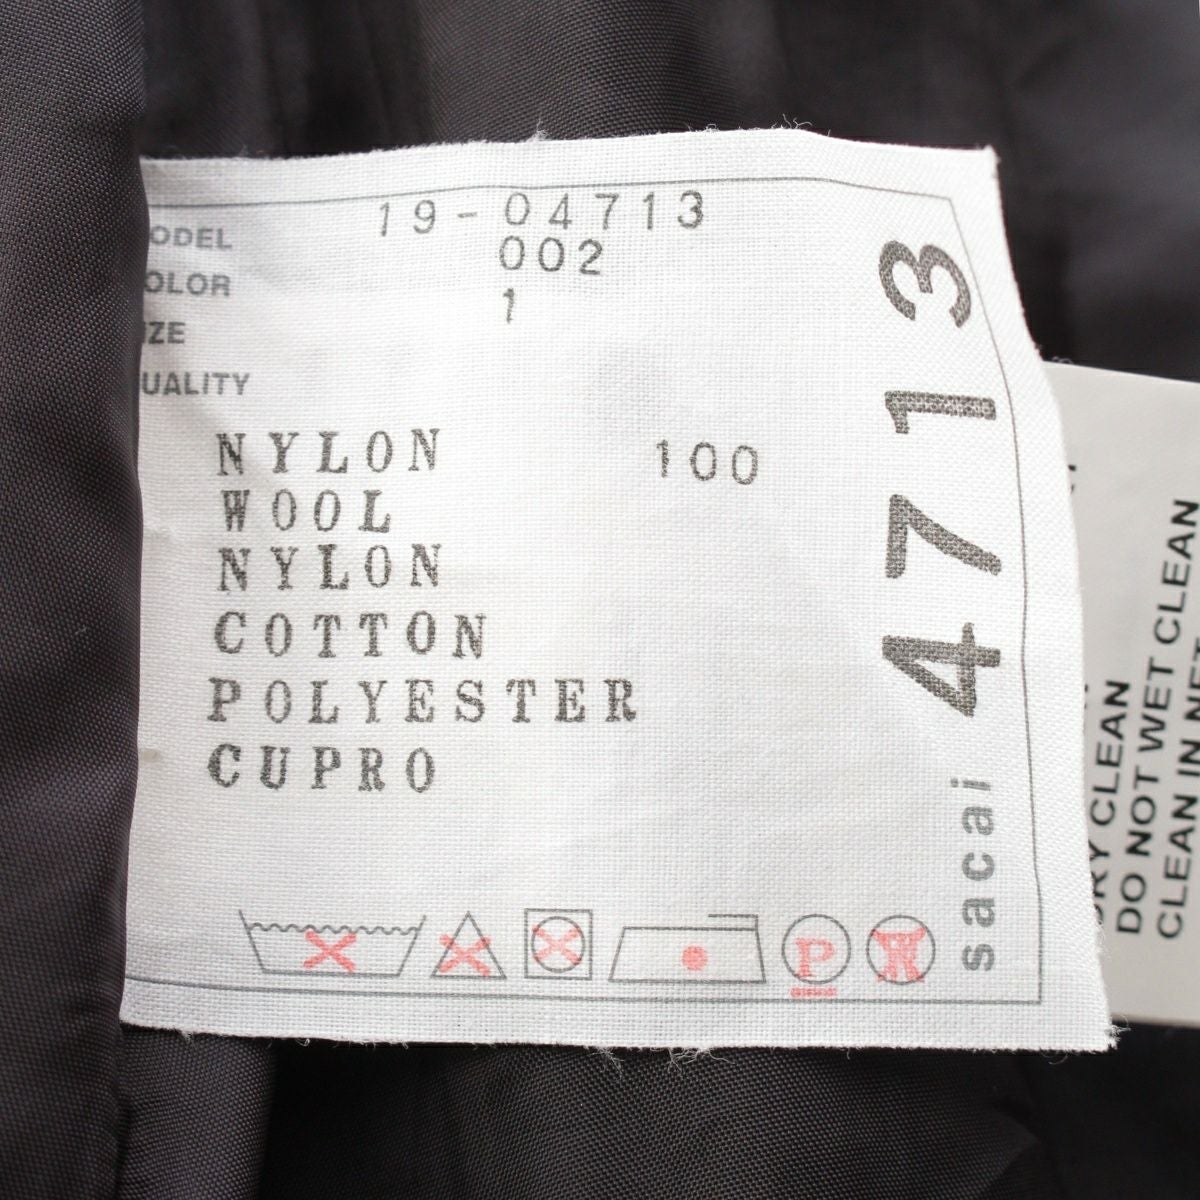 ODEL 19-04713
OLOR 002
IZE 1
UALITY
NYLON 100
WOOL
NYLON
COTTON
POLYESTER
CUPRO
P
W
sacai 4713
DRY CLEAN
DO NOT WET CLEAN
CLEAN IN NET